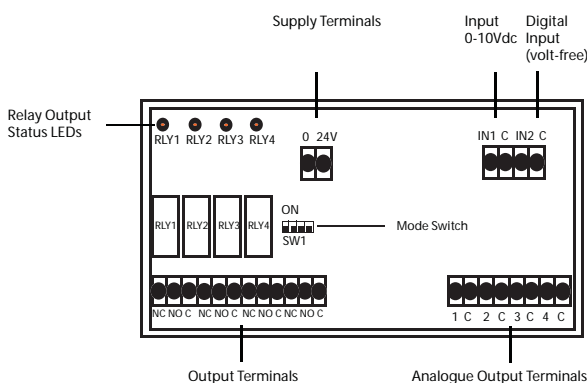 Supply Terminals
Input
0-10Vdc
Digital
Input
(volt-free)
Relay Output
Status LEDs
RLY1 RLY2 RLY3 RLY4
0 24V
IN1 C IN2 C
RLY1 RLY2 RLY3 RLY4
ON
SW1
Mode Switch
NC NO C NC NO C NC NO C NC NO C
1 C 2 C 3 C 4 C
Output Terminals
Analogue Output Terminals